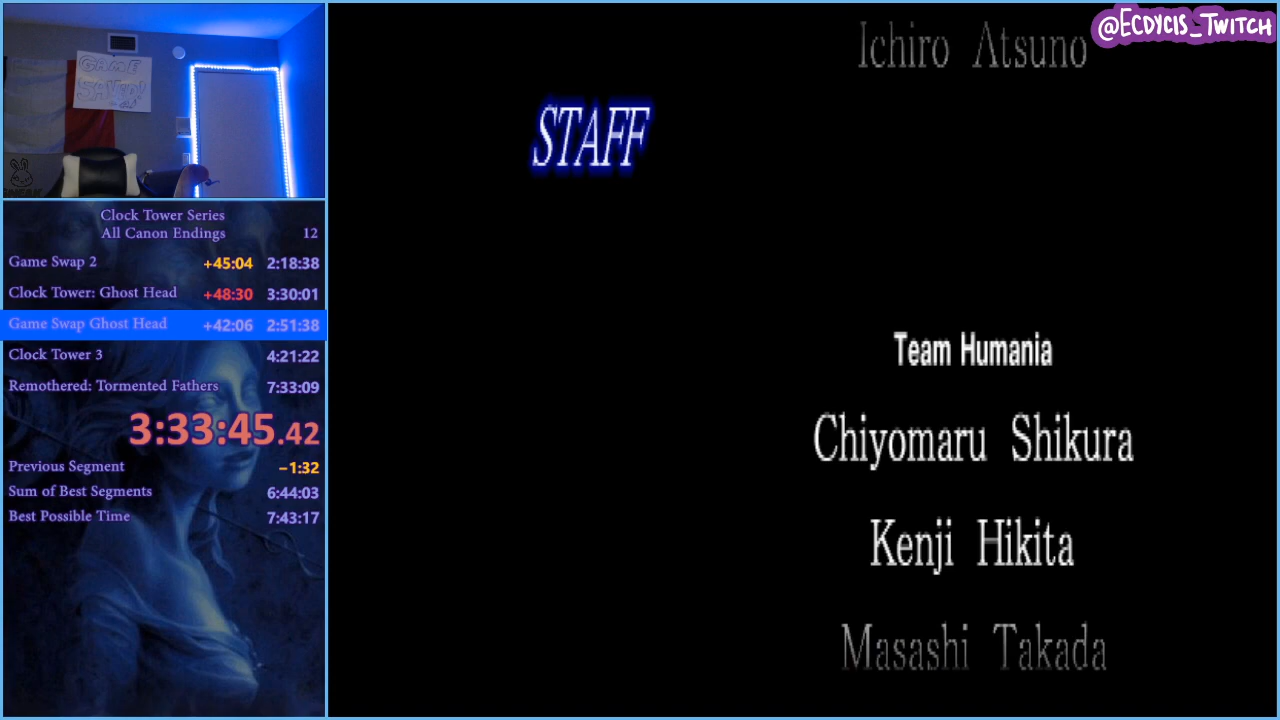 GAME
SAVED!
Clock Tower Series
All Canon Endings 12
Game Swap 2 +45:04 2:18:38
Clock Tower: Ghost Head +48:30 3:30:01
Game Swap Ghost Head +42:06 2:51:38
Clock Tower 3 4:21:22
Remothered: Tormented Fathers 7:33:09
3:33:45.42
Previous Segment −1:32
Sum of Best Segments 6:44:03
Best Possible Time 7:43:17
@ECDYCIS_TWITCH
Ichiro Atsuno
STAFF
Team Humania
Chiyomaru Shikura
Kenji Hikita
Masashi Takada